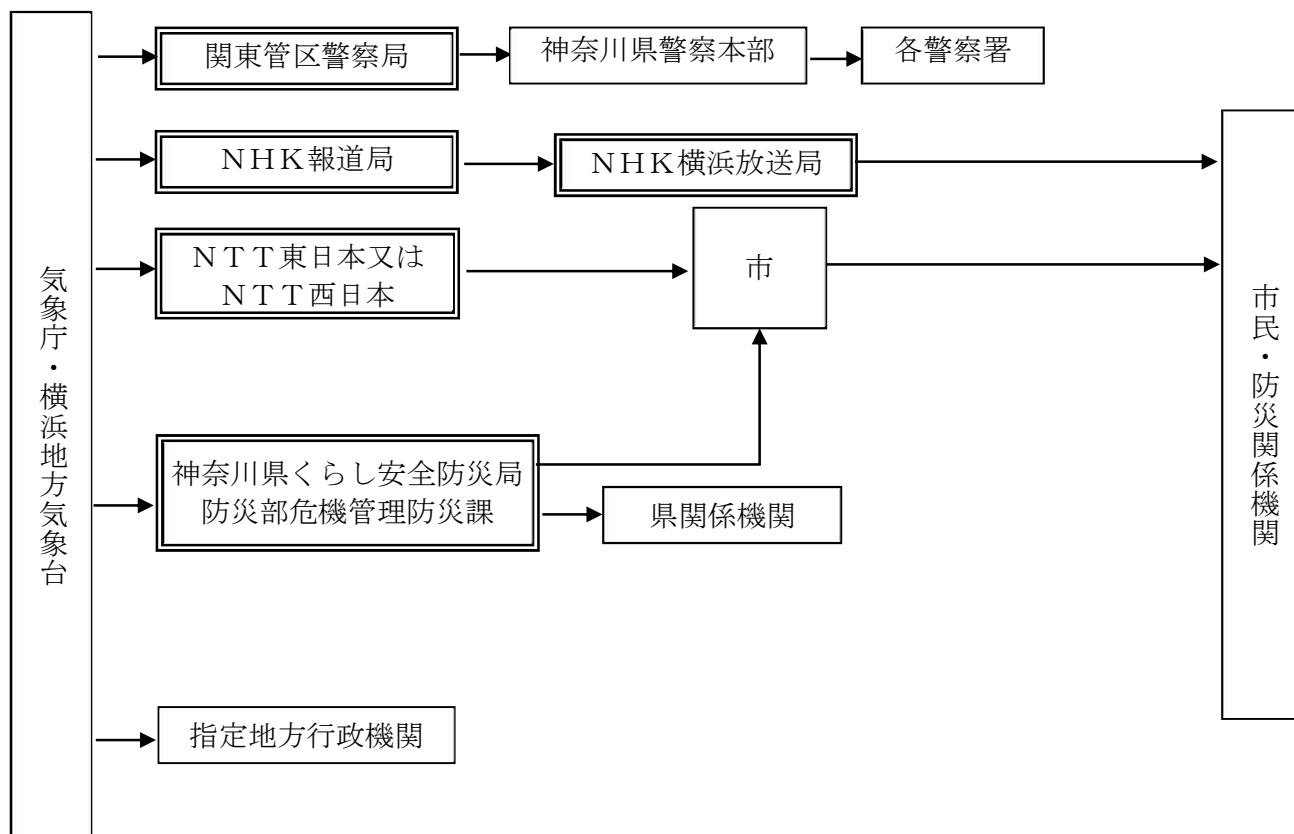 気象庁・横浜地方気象台
関東管区警察局
神奈川県警察本部
各警察署
ＮＨＫ報道局
ＮＨＫ横浜放送局
ＮＴＴ東日本又は
ＮＴＴ西日本
市
神奈川県くらし安全防災局
防災部危機管理防災課
県関係機関
指定地方行政機関
市民・防災関係機関